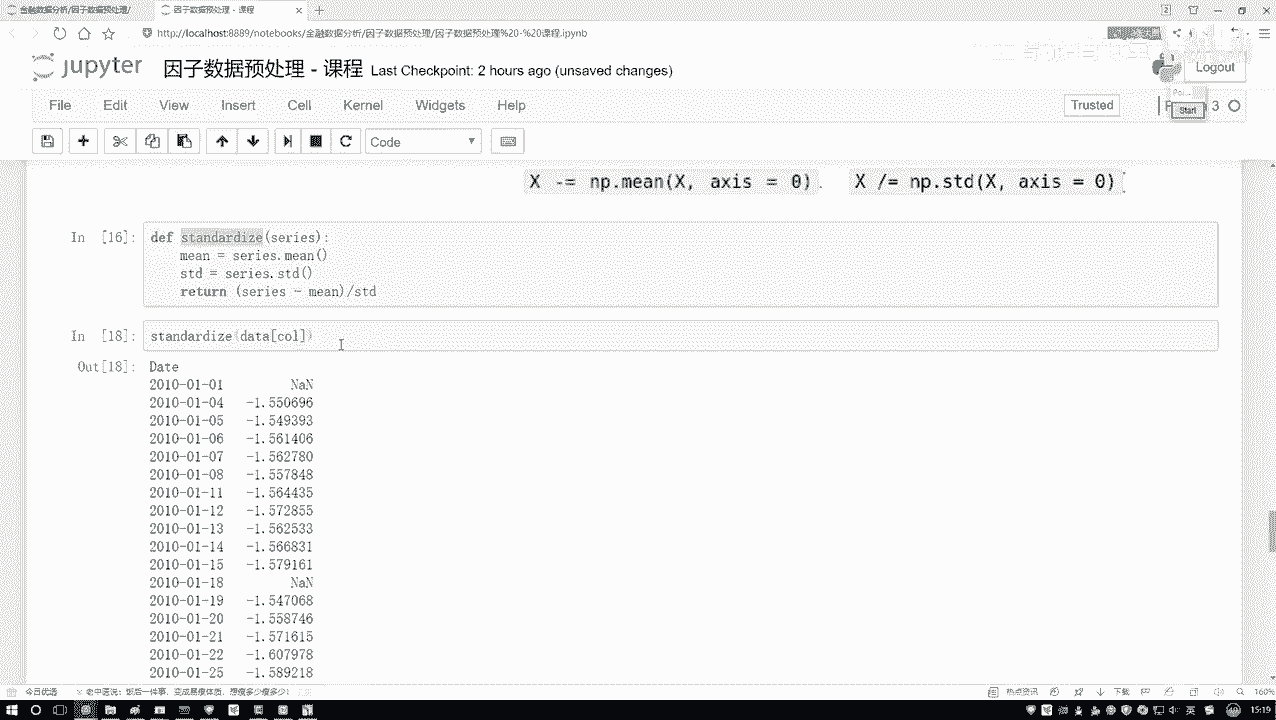 金融数据分析/因子数据预处理/
因子数据预处理 - 课程
http://localhost:8889/notebooks/金融数据分析/因子数据预处理/因子数据预处理%20-%20课程.ipynb
jupyter 因子数据预处理 - 课程 Last Checkpoint: 2 hours ago (unsaved changes)
Logout
File Edit View Insert Cell Kernel Widgets Help
Trusted
3
Start
Code
X -= np.mean(X, axis = 0). X /= np.std(X, axis = 0)
In [16]: def standardize(series):
mean = series.mean()
std = series.std()
return (series - mean)/std
In [18]: standardize(data[col])
Out[18]: Date
2010-01-01 NaN
2010-01-04 -1.550696
2010-01-05 -1.549393
2010-01-06 -1.561406
2010-01-07 -1.562780
2010-01-08 -1.557848
2010-01-11 -1.564435
2010-01-12 -1.572855
2010-01-13 -1.562533
2010-01-14 -1.566831
2010-01-15 -1.579161
2010-01-18 NaN
2010-01-19 -1.547068
2010-01-20 -1.558746
2010-01-21 -1.571615
2010-01-22 -1.607978
2010-01-25 -1.589218
今日优选
热点资讯
下载
160%
英
15:19